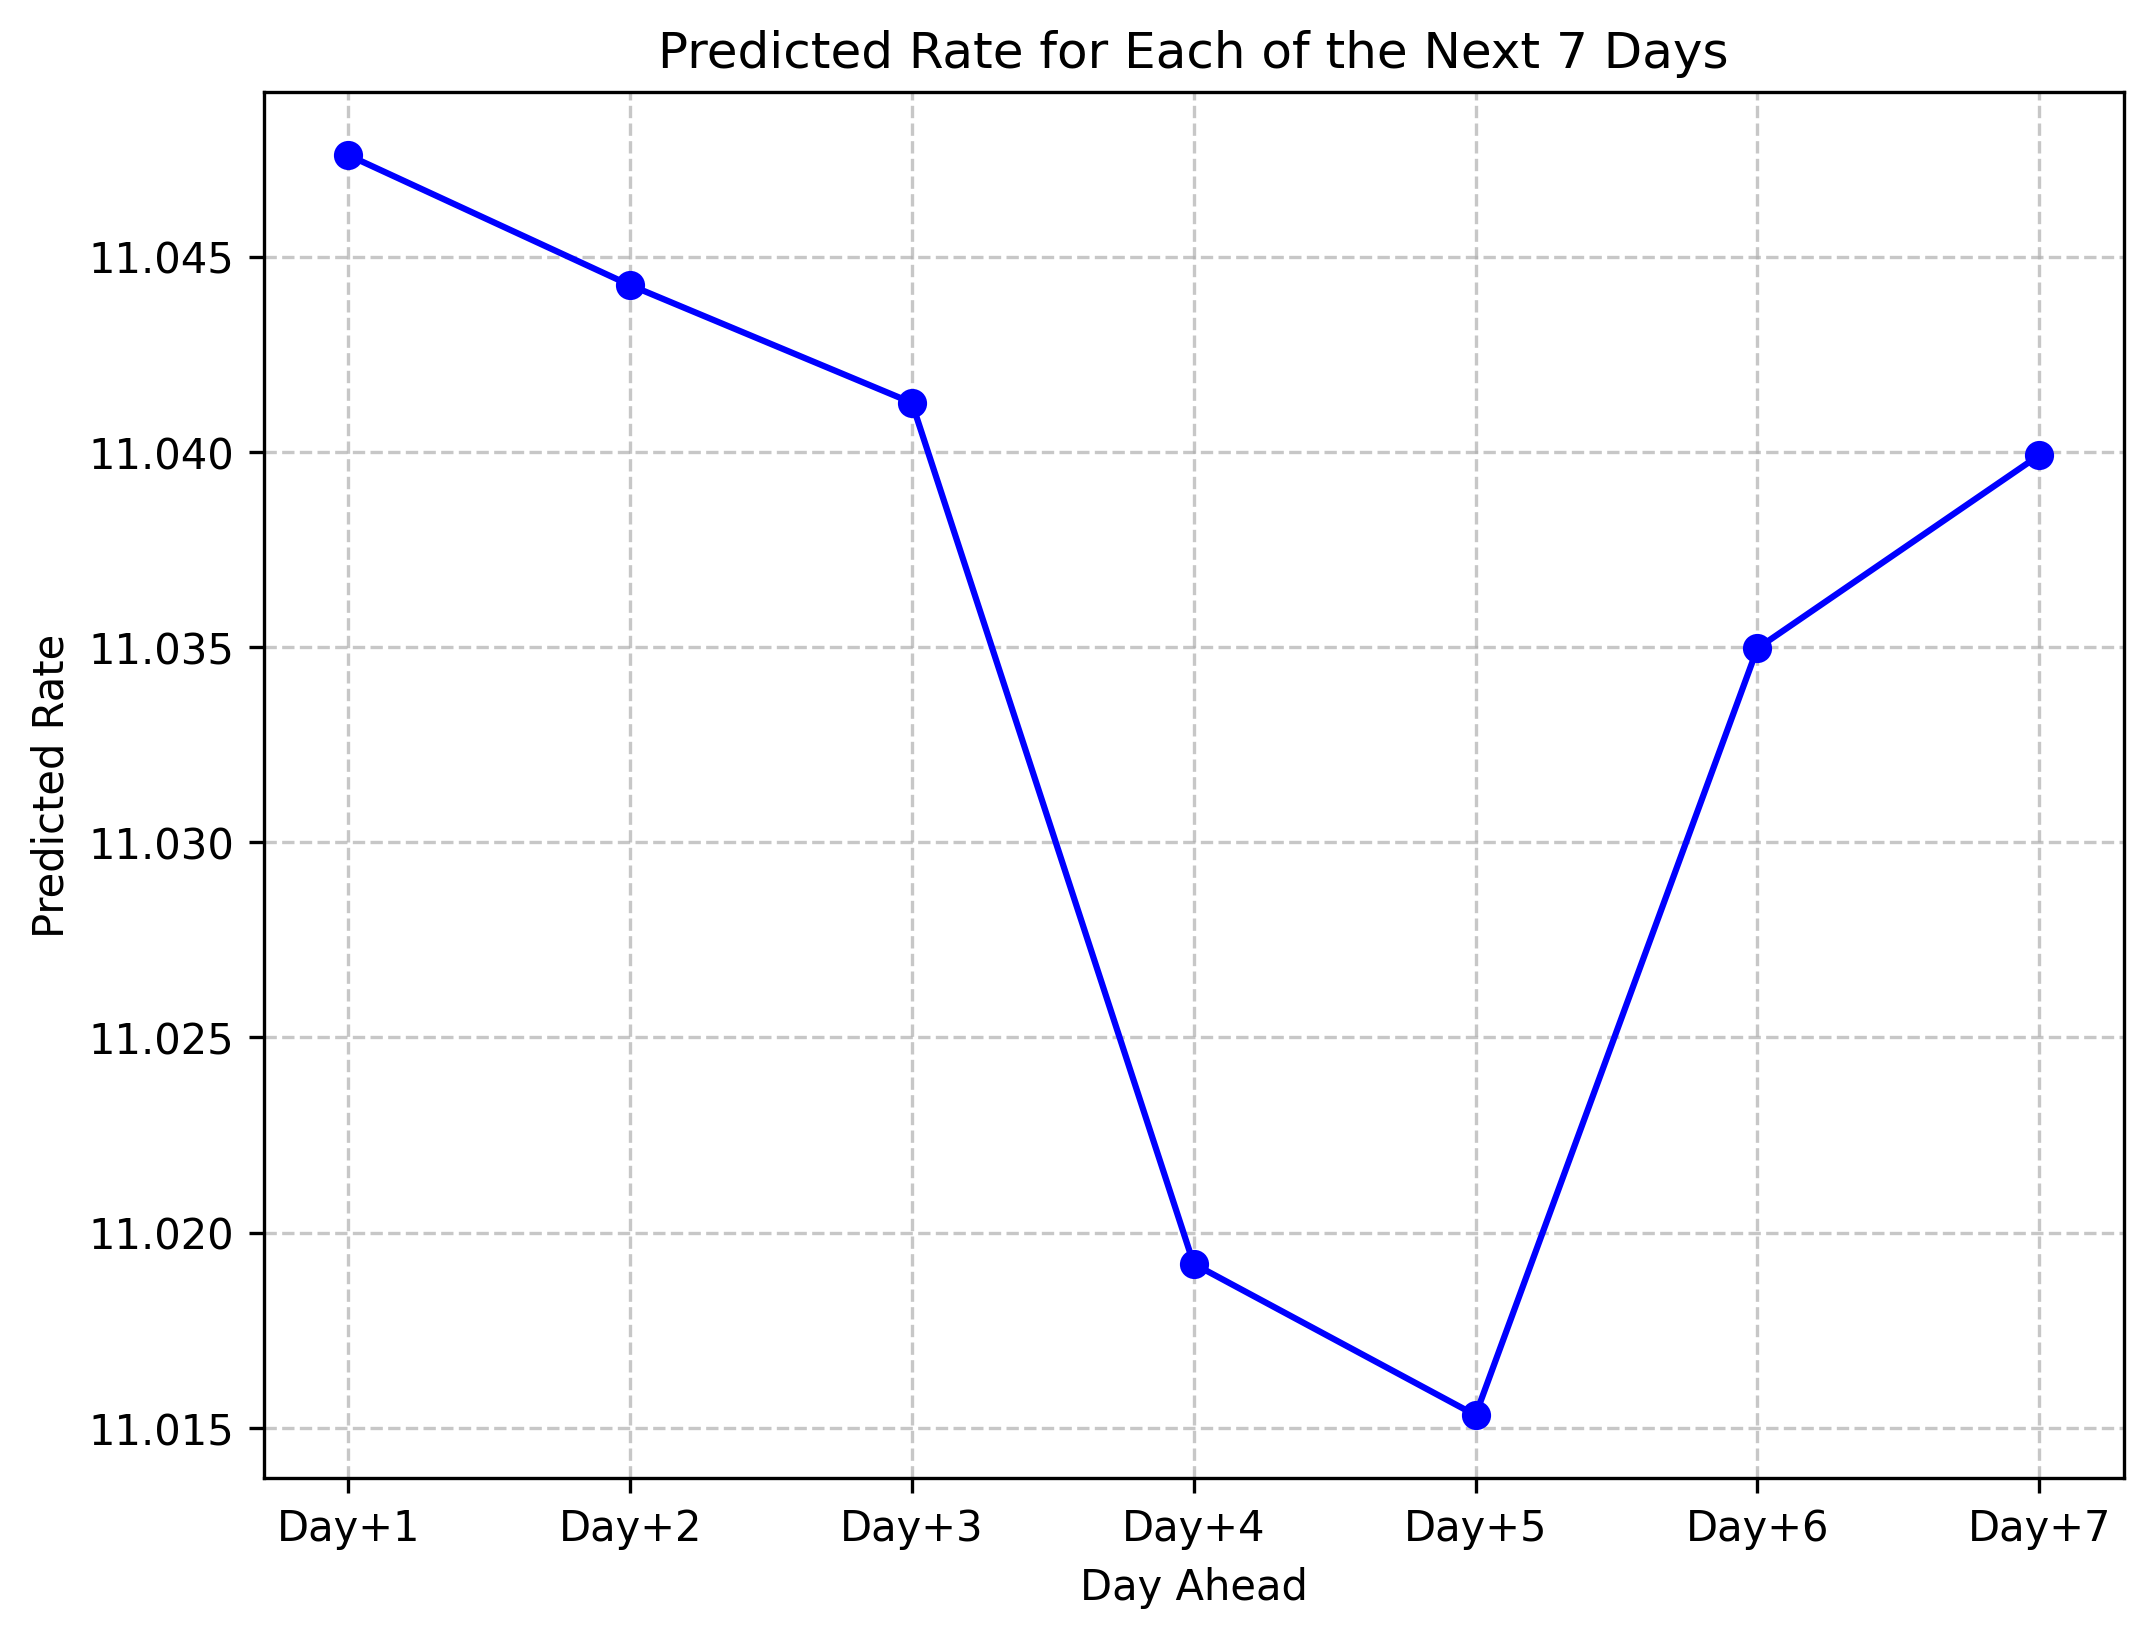 Predicted Rate for Each of the Next 7 Days
Predicted Rate
11.045
11.040
11.035
11.030
11.025
11.020
11.015
Day+1 Day+2 Day+3 Day+4 Day+5 Day+6 Day+7
Day Ahead